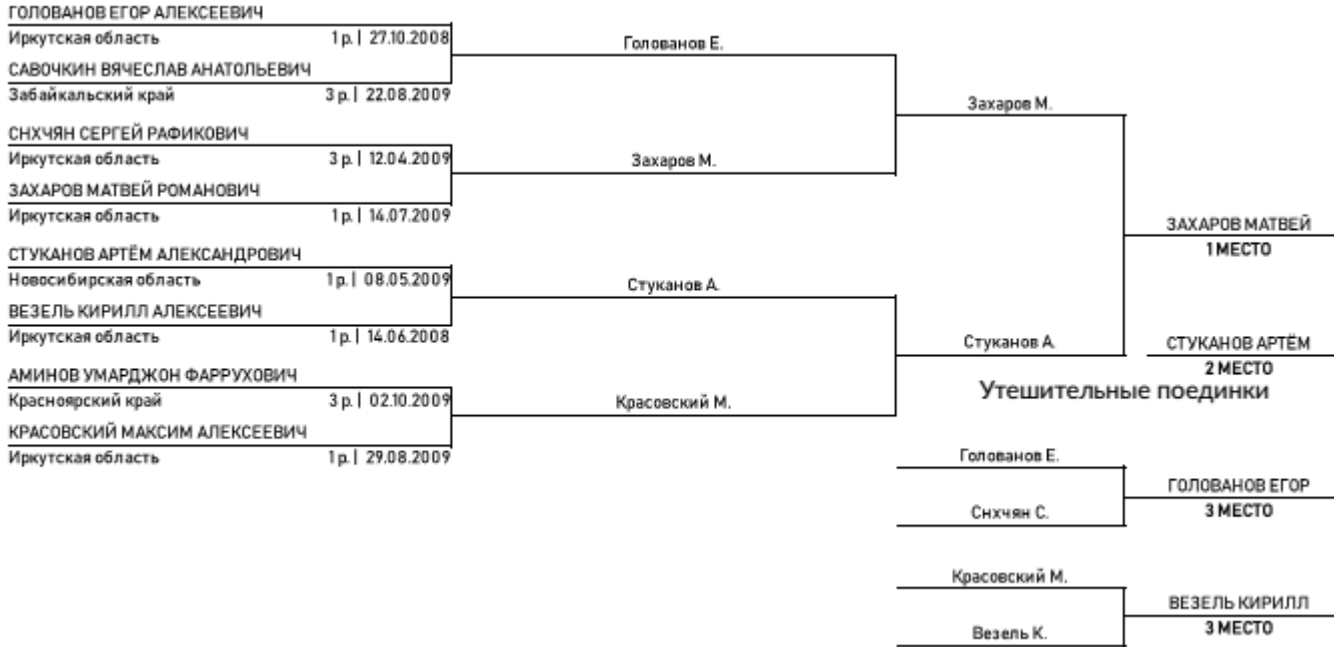 ГОЛОВАНОВ ЕГОР АЛЕКСЕЕВИЧ
Иркутская область 1 р. | 27.10.2008
САВОЧКИН ВЯЧЕСЛАВ АНАТОЛЬЕВИЧ
Забайкальский край 3 р. | 22.08.2009
СНХЧЯН СЕРГЕЙ РАФИКОВИЧ
Иркутская область 3 р. | 12.04.2009
ЗАХАРОВ МАТВЕЙ РОМАНОВИЧ
Иркутская область 1 р. | 14.07.2009
СТУКАНОВ АРТЁМ АЛЕКСАНДРОВИЧ
Новосибирская область 1 р. | 08.05.2009
ВЕЗЕЛЬ КИРИЛЛ АЛЕКСЕЕВИЧ
Иркутская область 1 р. | 14.06.2008
АМИНОВ УМАРДЖОН ФАРРУХОВИЧ
Красноярский край 3 р. | 02.10.2009
КРАСОВСКИЙ МАКСИМ АЛЕКСЕЕВИЧ
Иркутская область 1 р. | 29.08.2009
Голованов Е.
Захаров М.
Стуканов А.
Красовский М.
Захаров М.
Стуканов А.
ЗАХАРОВ МАТВЕЙ
1 МЕСТО
СТУКАНОВ АРТЁМ
2 МЕСТО
Утешительные поединки
Голованов Е.
Снхчян С.
ГОЛОВАНОВ ЕГОР
3 МЕСТО
Красовский М.
Везель К.
ВЕЗЕЛЬ КИРИЛЛ
3 МЕСТО